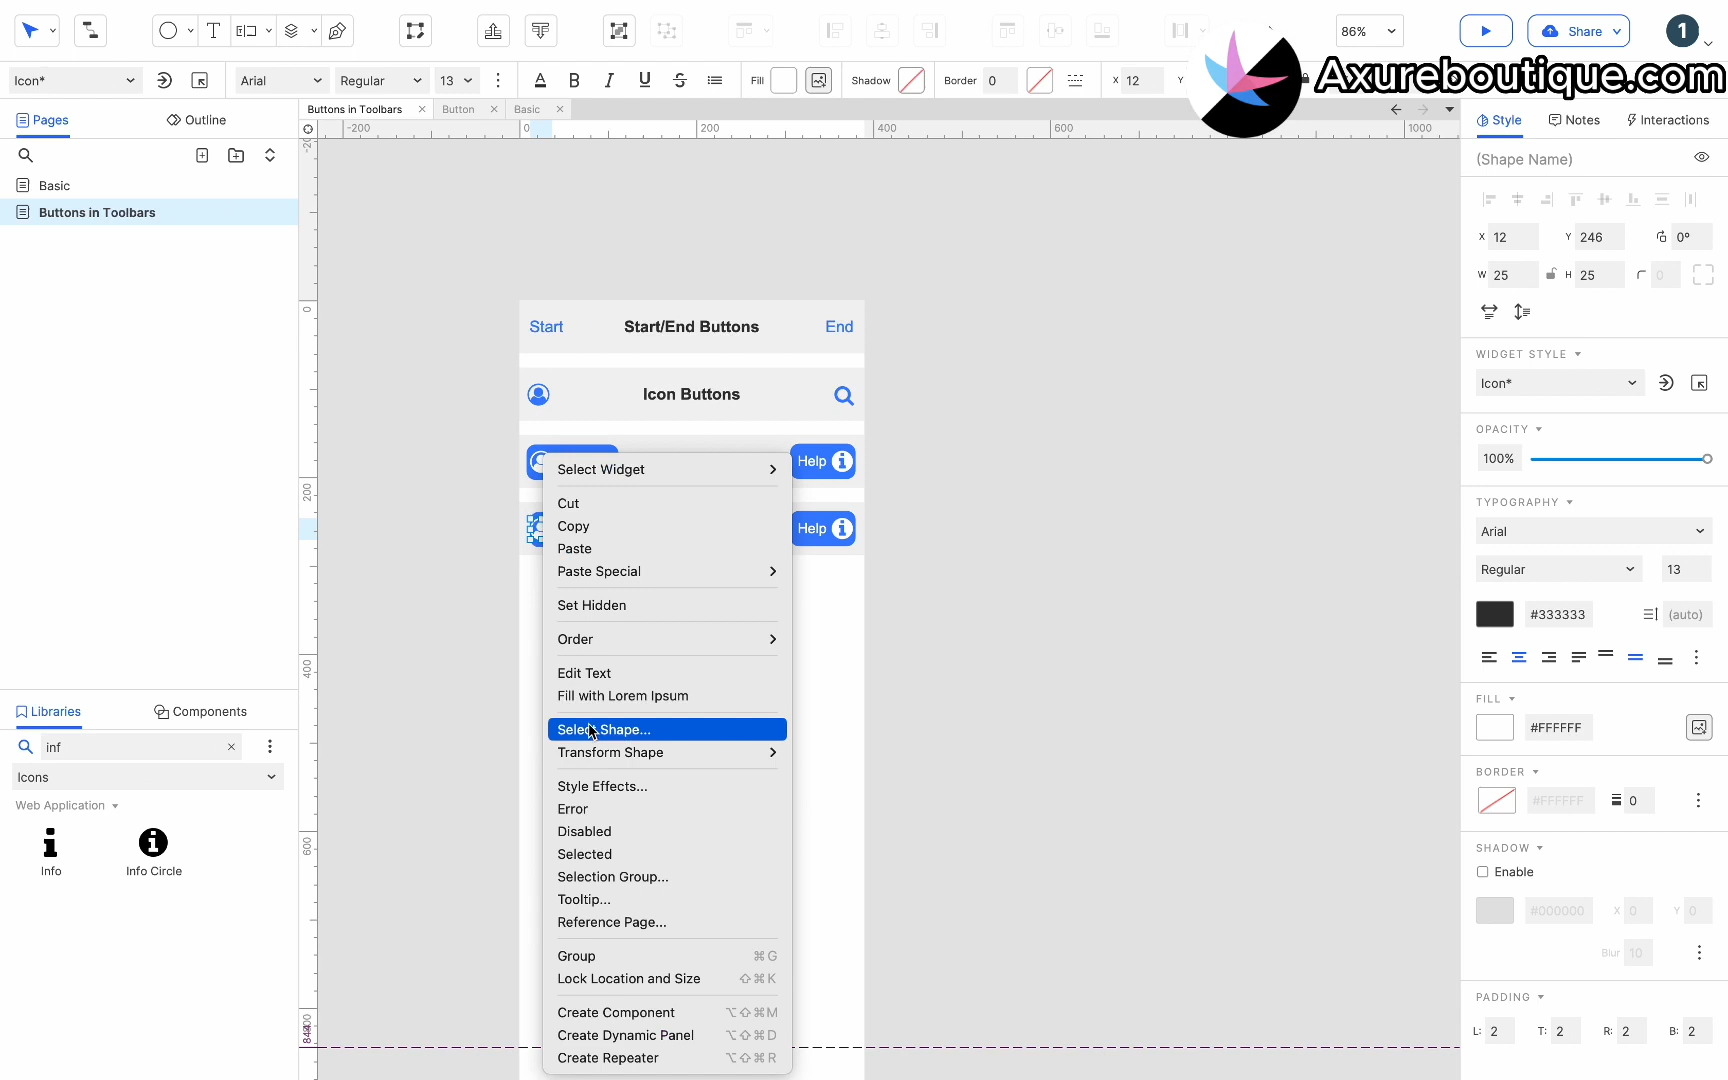 86%
Share
1
Icon*
Arial
Regular
13
Fill
Shadow
Border
0
X
12
Y
Axureboutique.com
Pages
Outline
Buttons in Toolbars
Button
Basic
-200
0
200
400
600
1000
Style
Notes
Interactions
(Shape Name)
Basic
Buttons in Toolbars
X 12
Y 246
0°
W 25
H 25
0
WIDGET STYLE
Icon*
OPACITY
100%
TYPOGRAPHY
Arial
Regular
13
#333333
(auto)
FILL
#FFFFFF
BORDER
#FFFFFF
0
SHADOW
Enable
#000000
X 0
Y 0
Blur 10
PADDING
L: 2
T: 2
R: 2
B: 2
0
200
400
600
844
Start
Start/End Buttons
End
Icon Buttons
Help
Help
Select Widget
Cut
Copy
Paste
Paste Special
Set Hidden
Order
Edit Text
Fill with Lorem Ipsum
Select Shape...
Transform Shape
Style Effects...
Error
Disabled
Selected
Selection Group...
Tooltip...
Reference Page...
Group ⌘G
Lock Location and Size ⇧⌘K
Create Component ⌥⇧⌘M
Create Dynamic Panel ⌥⇧⌘D
Create Repeater ⌥⇧⌘R
Libraries
Components
inf
Icons
Web Application
Info
Info Circle